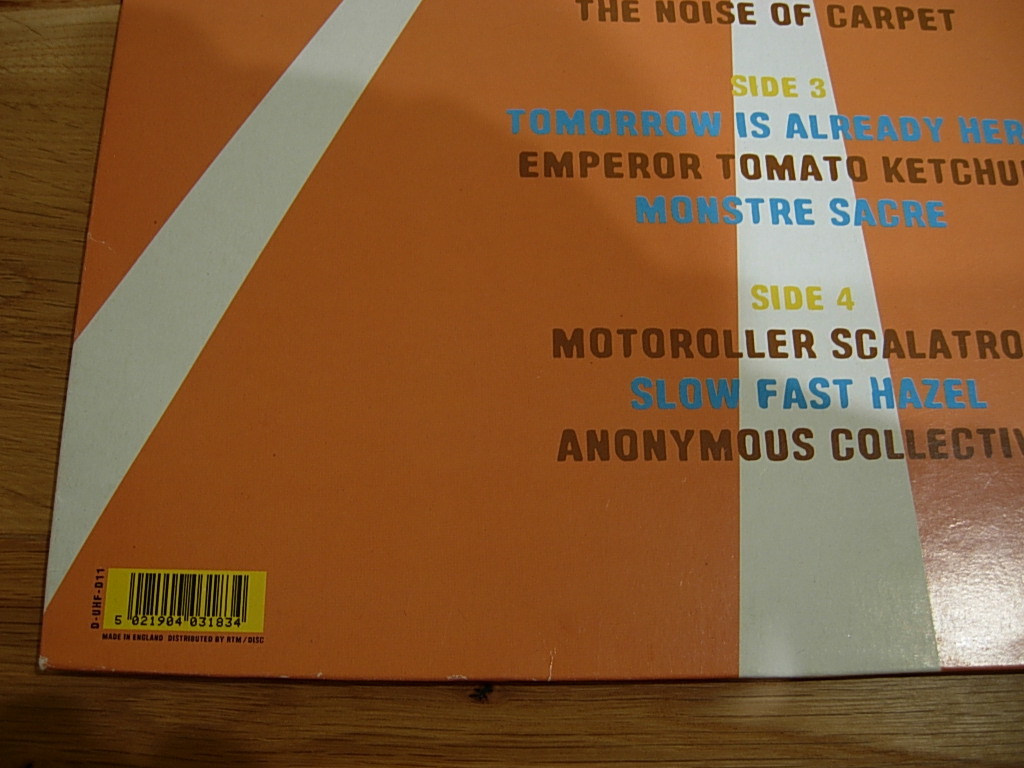 THE NOISE OF CARPET
SIDE 3
TOMORROW IS ALREADY HER
EMPEROR TOMATO KETCHU
MONSTRE SACRE
SIDE 4
MOTOROLLER SCALATRO
SLOW FAST HAZEL
ANONYMOUS COLLECTIV
D-UHF-D11
5 021904 031834
MADE IN ENGLAND DISTRIBUTED BY RTM/DISC